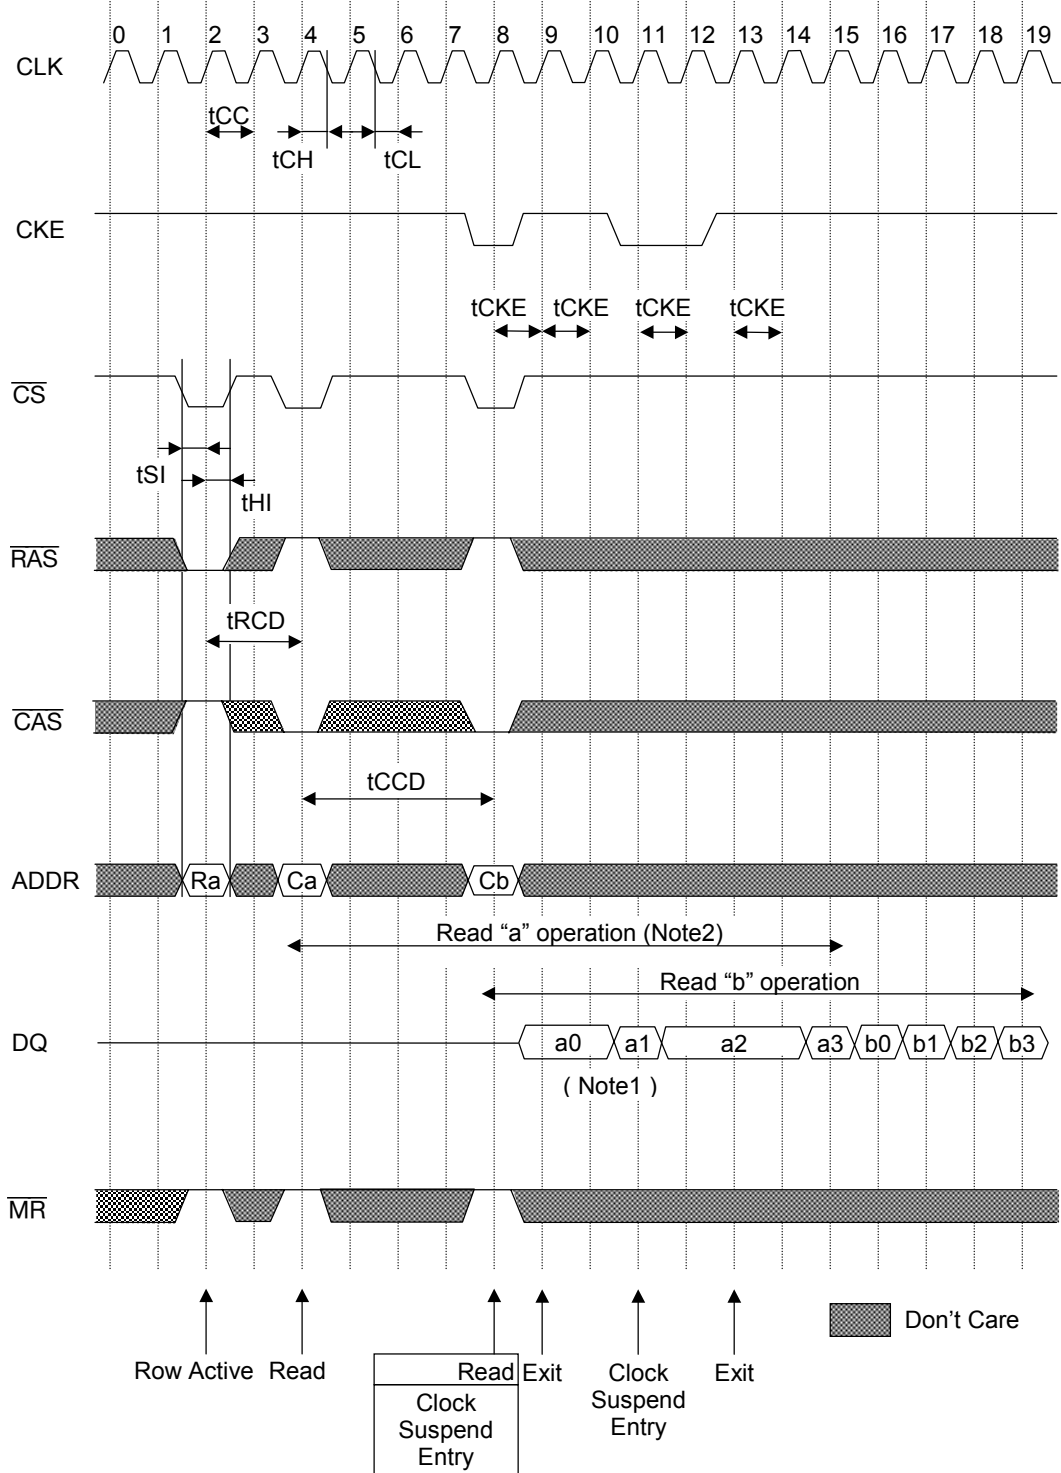 0 1 2 3 4 5 6 7 8 9 10 11 12 13 14 15 16 17 18 19
CLK
tCC
tCH tCL
CKE
tCKE tCKE tCKE tCKE
CS
tSI
tHI
RAS
tRCD
CAS
tCCD
ADDR Ra Ca Cb
Read “a” operation (Note2)
Read “b” operation
DQ a0 a1 a2 a3 b0 b1 b2 b3
( Note1 )
MR
Don't Care
Row Active Read Read Exit Clock Exit
Clock Suspend
Suspend Entry
Entry